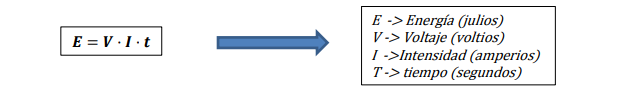 E = V · I · t
E -> Energía (julios)
V -> Voltaje (voltios)
I ->Intensidad (amperios)
T -> tiempo (segundos)